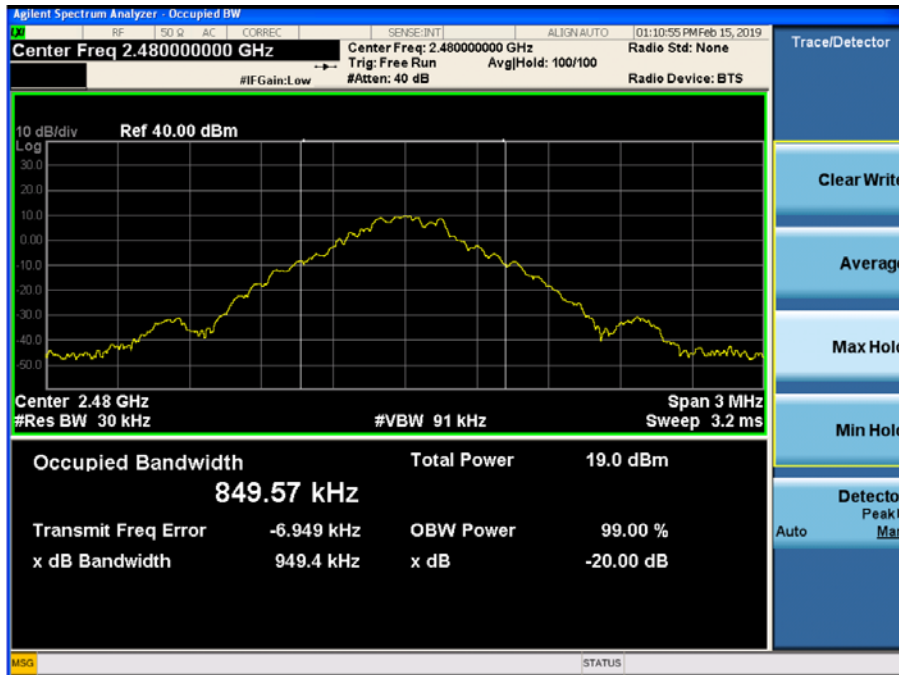 Agilent Spectrum Analyzer - Occupied BW
LXI RF 50 Ω AC CORREC SENSE:INT ALIGN AUTO 01:10:55 PM Feb 15, 2019
Center Freq 2.480000000 GHz
Center Freq: 2.480000000 GHz Radio Std: None
Trig: Free Run Avg|Hold: 100/100
#IFGain:Low #Atten: 40 dB Radio Device: BTS
10 dB/div Ref 40.00 dBm
Log
30.0
20.0
10.0
0.00
-10.0
-20.0
-30.0
-40.0
-50.0
Center 2.48 GHz Span 3 MHz
#Res BW 30 kHz #VBW 91 kHz Sweep 3.2 ms
Occupied Bandwidth Total Power 19.0 dBm
849.57 kHz
Transmit Freq Error -6.949 kHz OBW Power 99.00 %
x dB Bandwidth 949.4 kHz x dB -20.00 dB
MSG STATUS
Trace/Detector
Clear Write
Average
Max Hold
Min Hold
Detecto
Peak
Auto Man